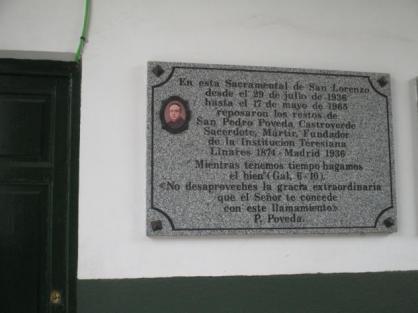 En esta Sacramental de San Lorenzo
desde el 29 de julio de 1936
hasta el 17 de mayo de 1965
reposaron los restos de
San Pedro Poveda Castroverde
Sacerdote, Mártir, Fundador
de la Institucion Teresiana
Linares 1874 - Madrid 1936
"Mientras tenemos tiempo hagamos
el bien" (Gal, 6-10).
«No desaproveches la gracia extraordinaria
que el Señor te concede
con este llamamiento»
P. Poveda.